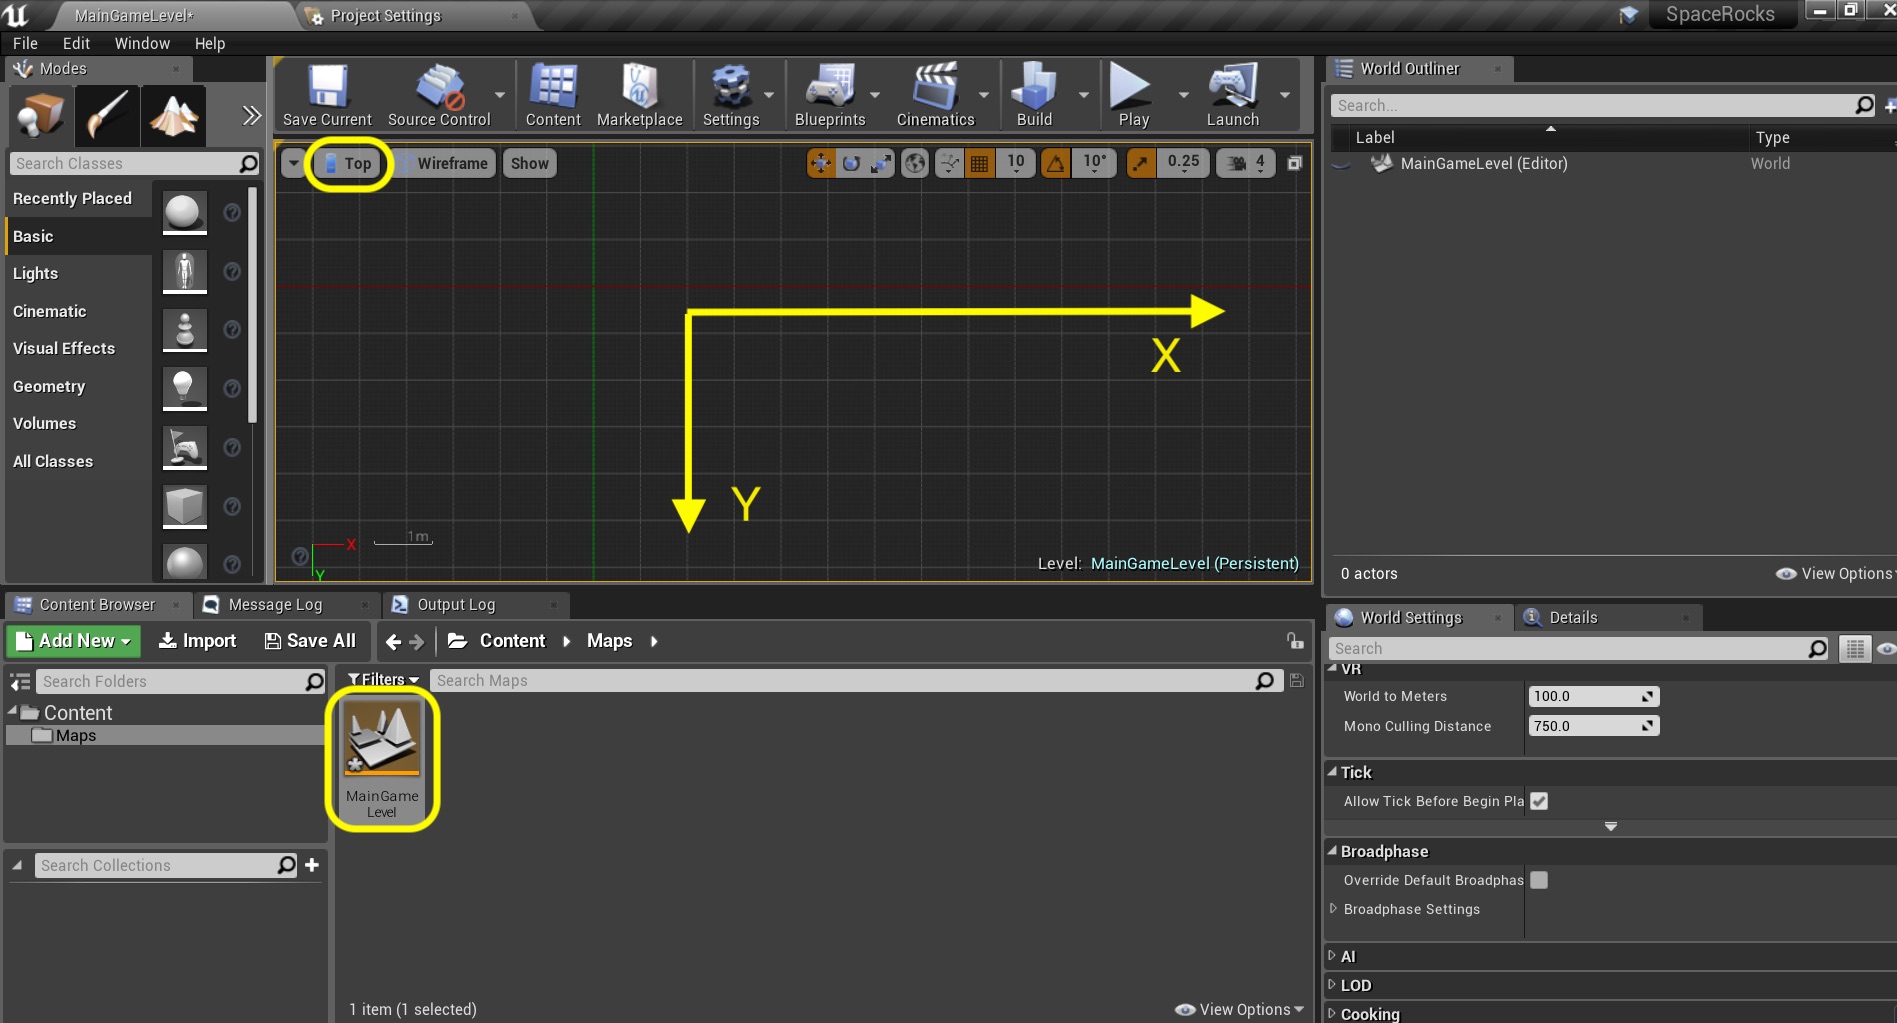 MainGameLevel*
Project Settings
SpaceRocks
File Edit Window Help
Modes
Search Classes
Recently Placed
Basic
Lights
Cinematic
Visual Effects
Geometry
Volumes
All Classes
Save Current
Source Control
Content
Marketplace
Settings
Blueprints
Cinematics
Build
Play
Launch
Top
Wireframe
Show
10
10°
0.25
4
X
Y
X
Y
1m
Level: MainGameLevel (Persistent)
World Outliner
Search...
Label
Type
MainGameLevel (Editor)
World
0 actors
View Options
Content Browser
Message Log
Output Log
Add New
Import
Save All
Content
Maps
Search Folders
Filters
Search Maps
Content
Maps
MainGame
Level
Search Collections
1 item (1 selected)
View Options
World Settings
Details
Search
VR
World to Meters
100.0
Mono Culling Distance
750.0
Tick
Allow Tick Before Begin Pla
Broadphase
Override Default Broadphas
Broadphase Settings
AI
LOD
Cooking